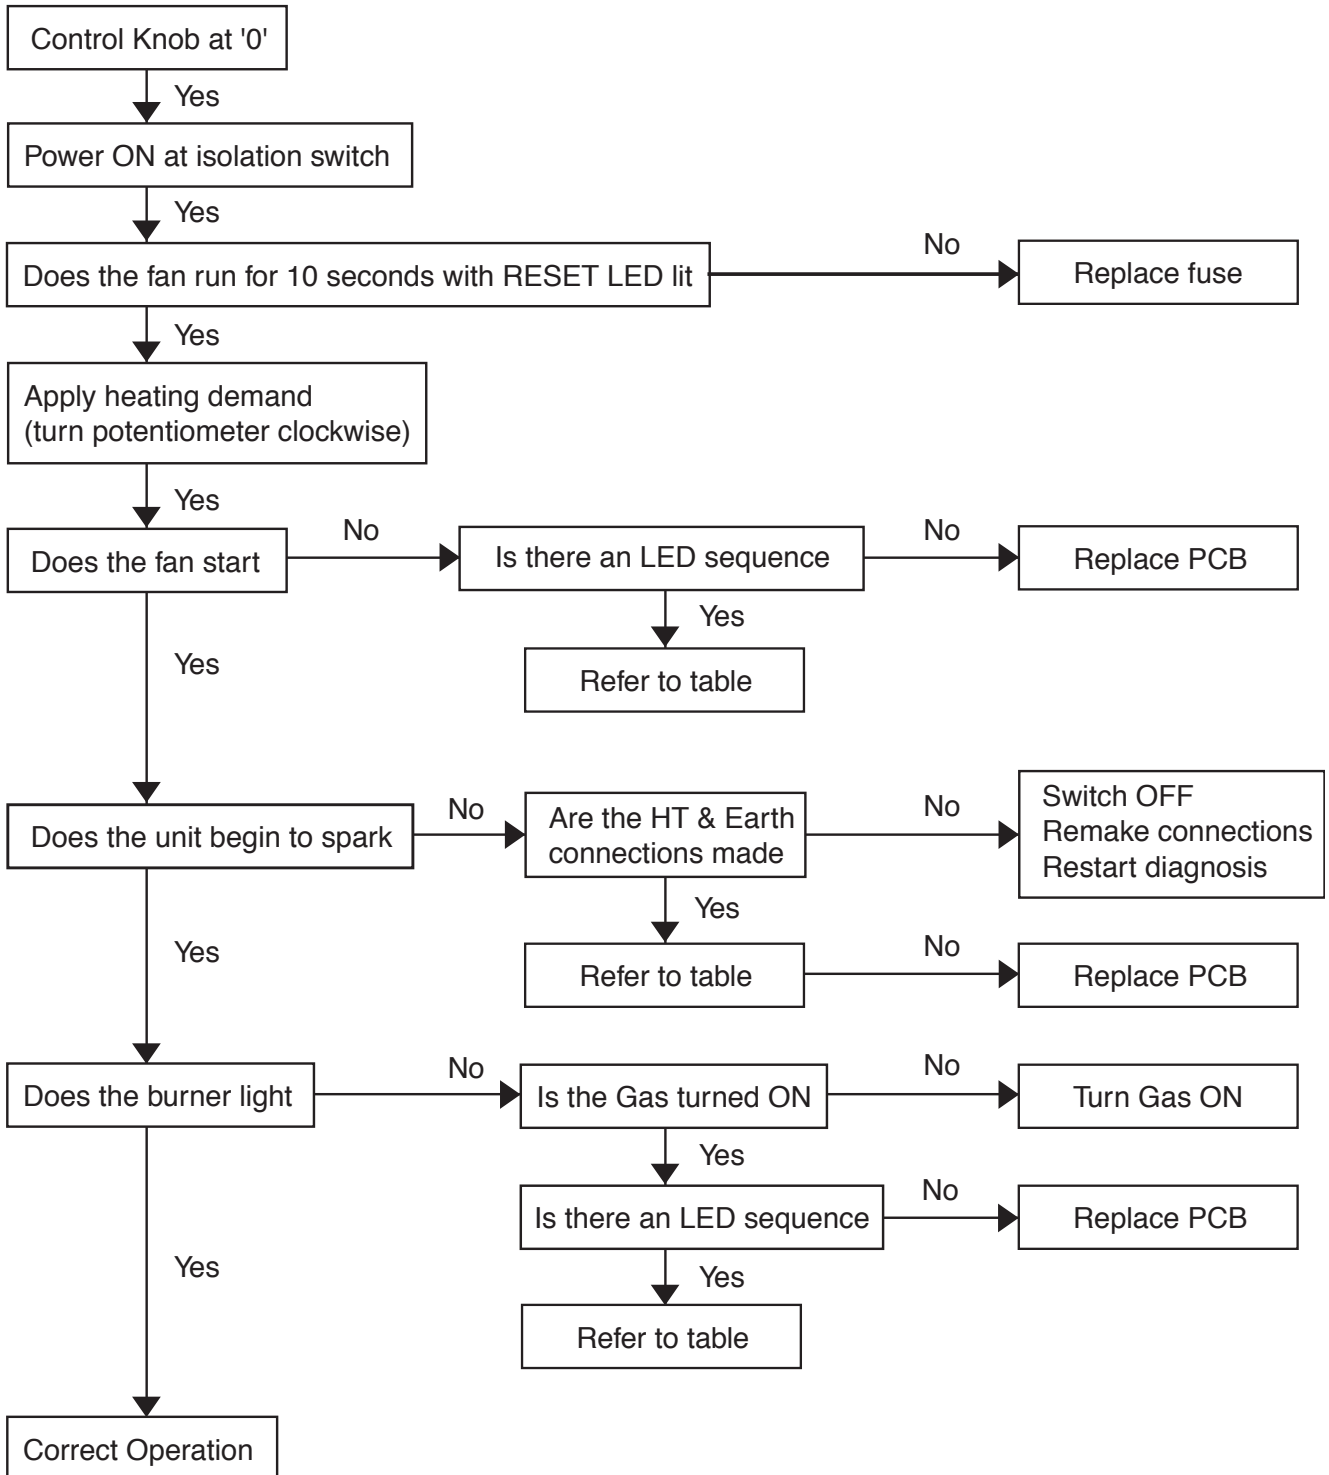 Control Knob at '0'
Yes
Power ON at isolation switch
Yes
Does the fan run for 10 seconds with RESET LED lit
No
Replace fuse
Yes
Apply heating demand
(turn potentiometer clockwise)
Yes
Does the fan start
No
Is there an LED sequence
No
Replace PCB
Yes
Refer to table
Yes
Does the unit begin to spark
No
Are the HT & Earth
connections made
No
Switch OFF
Remake connections
Restart diagnosis
Yes
Refer to table
No
Replace PCB
Yes
Does the burner light
No
Is the Gas turned ON
No
Turn Gas ON
Yes
Is there an LED sequence
No
Replace PCB
Yes
Refer to table
Yes
Correct Operation